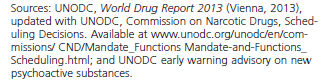 Sources: UNODC, World Drug Report 2013 (Vienna, 2013),
updated with UNODC, Commission on Narcotic Drugs, Sched-
uling Decisions. Available at www.unodc.org/unodc/en/com-
missions/ CND/Mandate_Functions Mandate-and-Functions_
Scheduling.html; and UNODC early warning advisory on new
psychoactive substances.